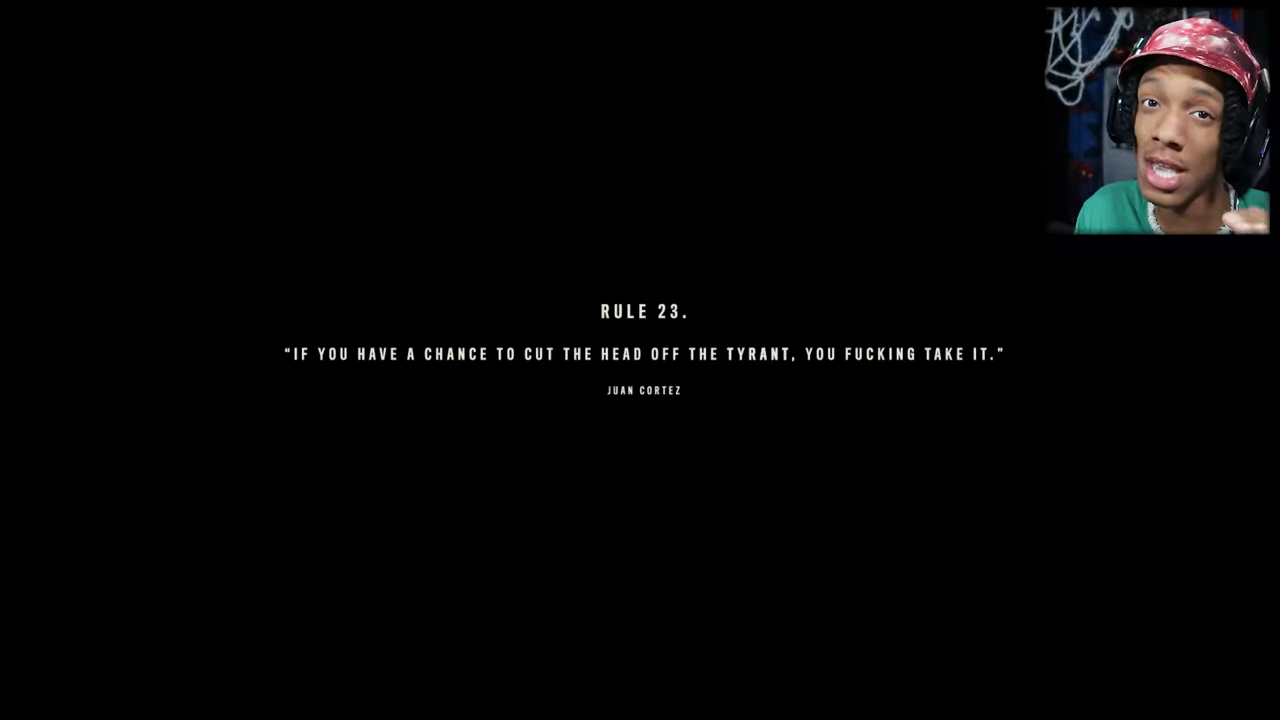 RULE 23.
“IF YOU HAVE A CHANCE TO CUT THE HEAD OFF THE TYRANT, YOU FUCKING TAKE IT.”
JUAN CORTEZ